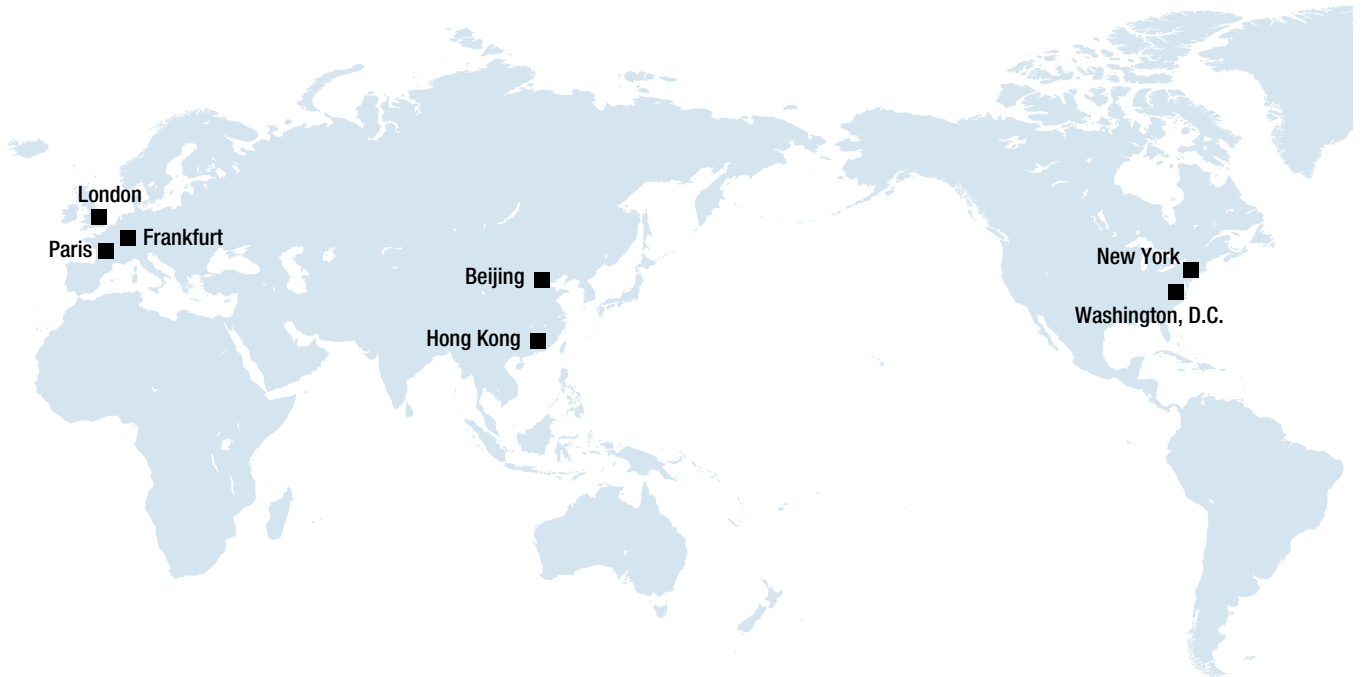 London
Frankfurt
Paris
Beijing
Hong Kong
New York
Washington, D.C.